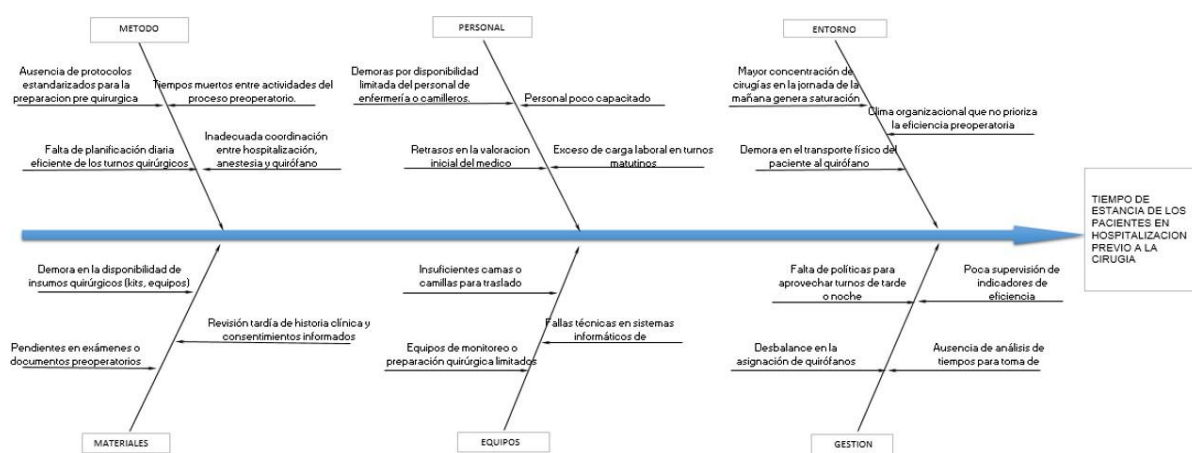 METODO
PERSONAL
ENTORNO
Ausencia de protocolos
estandarizados para la
preparacion pre quirurgica
Tiempos muertos entre actividades del
proceso preoperatorio.
Falta de planificación diaria
eficiente de los turnos quirúrgicos
Inadecuada coordinación
entre hospitalización,
anestesia y quirófano
Demoras por disponibilidad
limitada del personal de
enfermería o camilleros.
Personal poco capacitado
Retrasos en la valoracion
inicial del medico
Exceso de carga laboral en turnos
matutinos
Mayor concentración de
cirugías en la jornada de la
mañana genera saturación
Clima organizacional que no prioriza
la eficiencia preoperatoria
Demora en el transporte físico del
paciente al quirófano
TIEMPO DE
ESTANCIA DE LOS
PACIENTES EN
HOSPITALIZACION
PREVIO A LA
CIRUGIA
Demora en la disponibilidad de
insumos quirúrgicos (kits, equipos)
Revisión tardía de historia clínica y
consentimientos informados
Pendientes en exámenes o
documentos preoperatorios
Insuficientes camas o
camillas para traslado
Fallas técnicas en sistemas
informáticos de
Equipos de monitoreo o
preparación quirúrgica limitados
Falta de políticas para
aprovechar turnos de tarde
o noche
Poca supervisión de
indicadores de
eficiencia
Desbalance en la
asignación de quirófanos
Ausencia de análisis de
tiempos para toma de
MATERIALES
EQUIPOS
GESTION